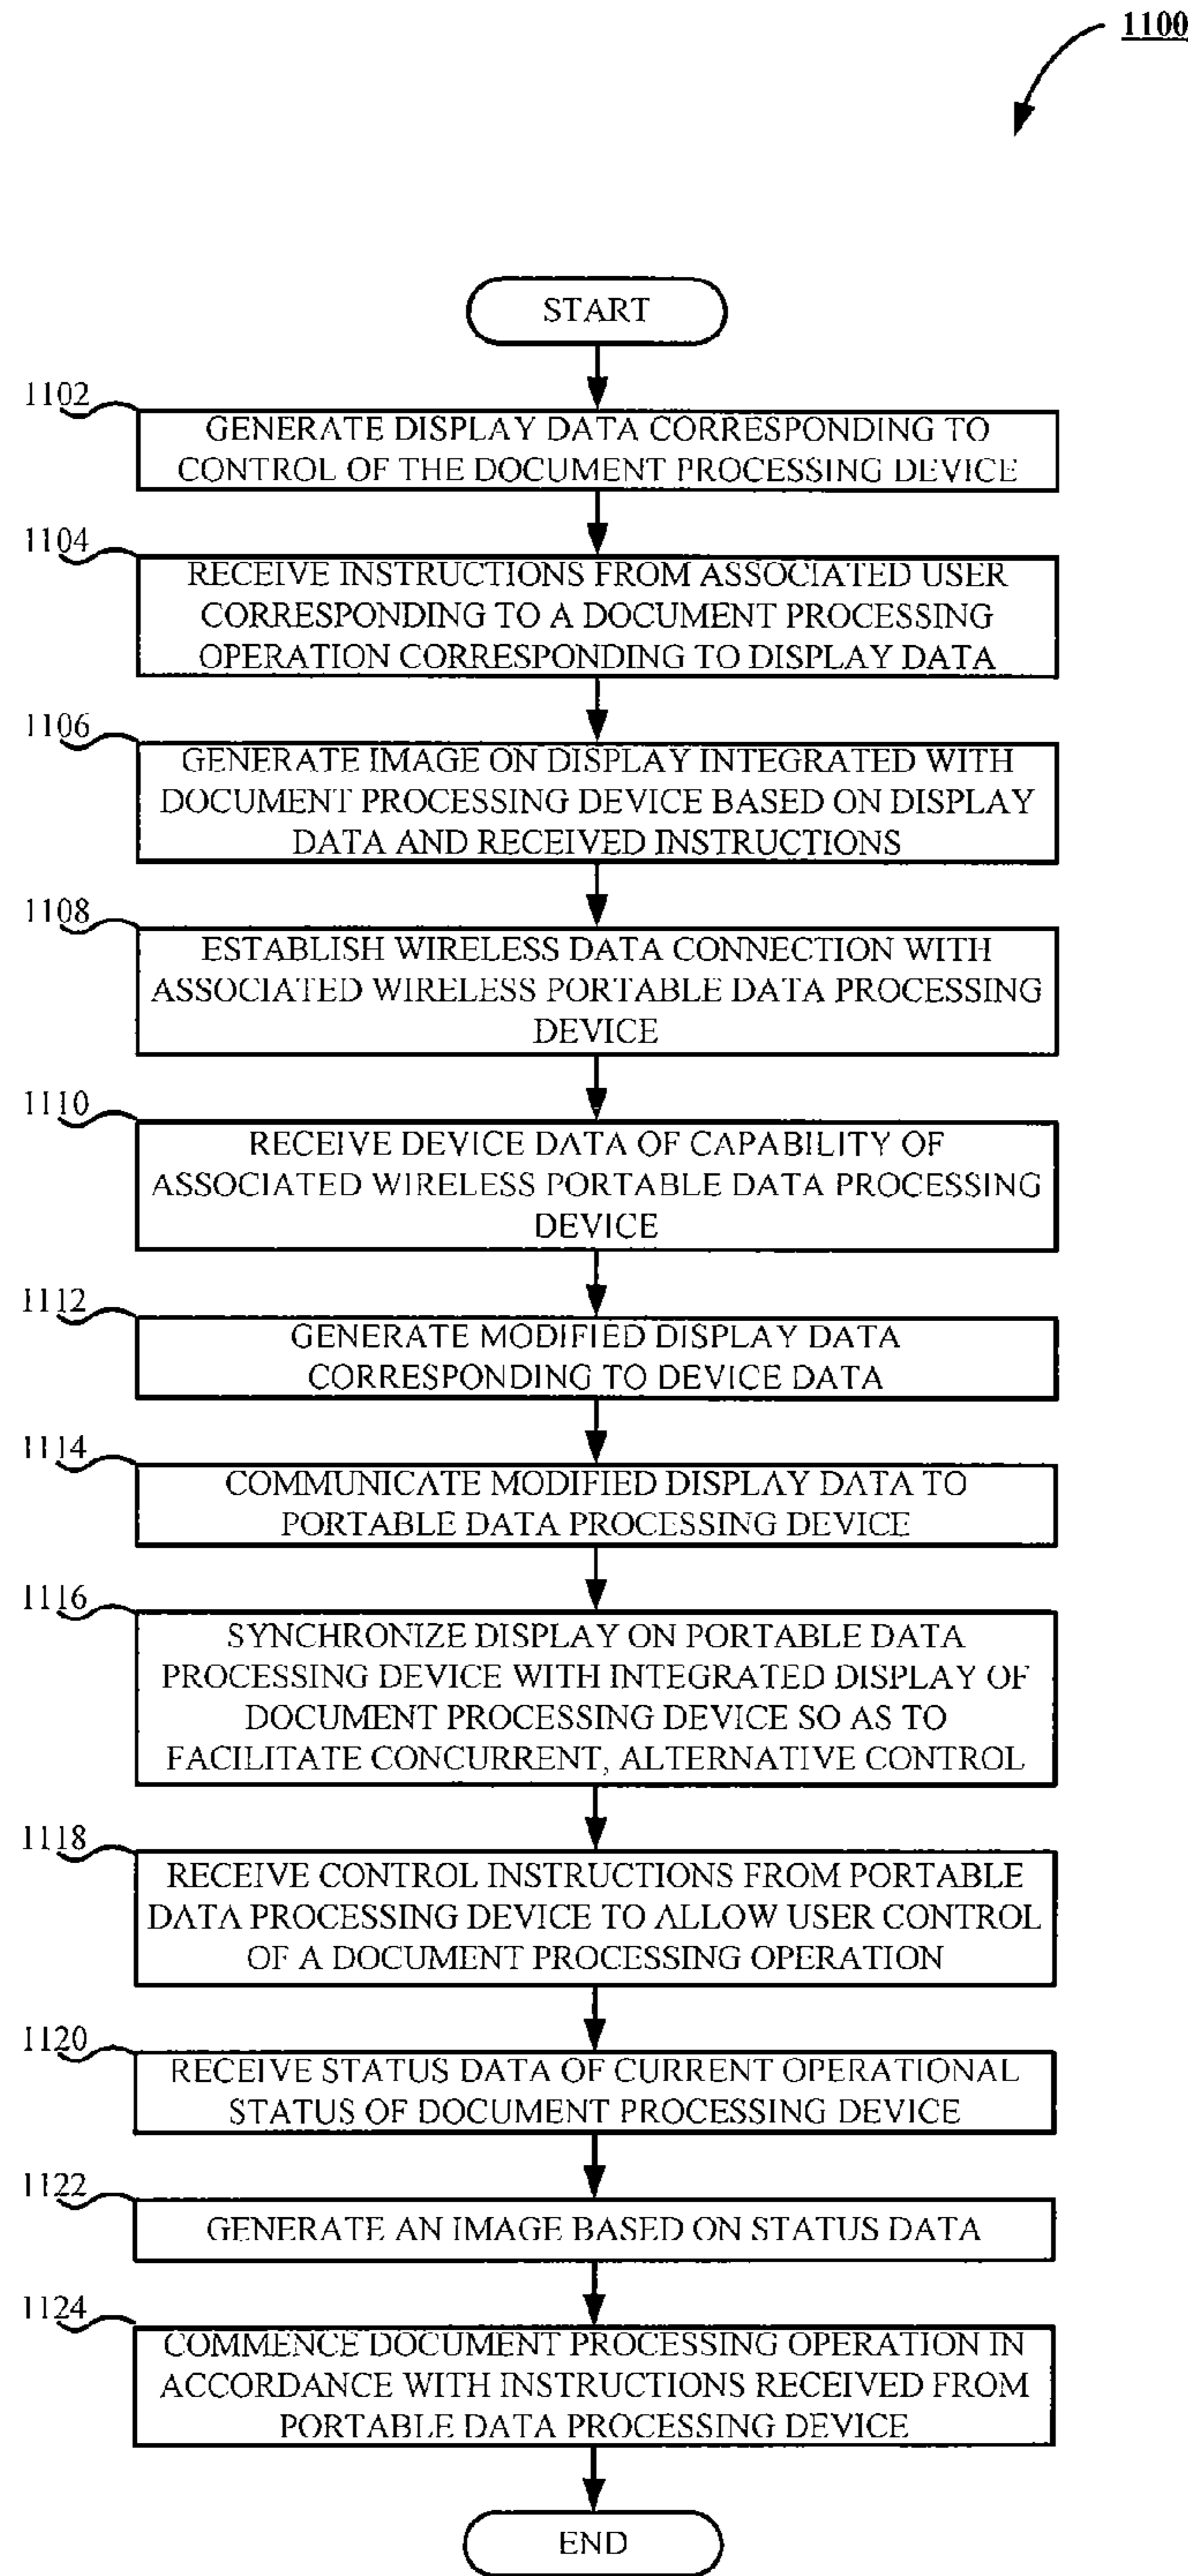 1100
START
1102
GENERATE DISPLAY DATA CORRESPONDING TO
CONTROL OF THE DOCUMENT PROCESSING DEVICE
1104
RECEIVE INSTRUCTIONS FROM ASSOCIATED USER
CORRESPONDING TO A DOCUMENT PROCESSING
OPERATION CORRESPONDING TO DISPLAY DATA
1106
GENERATE IMAGE ON DISPLAY INTEGRATED WITH
DOCUMENT PROCESSING DEVICE BASED ON DISPLAY
DATA AND RECEIVED INSTRUCTIONS
1108
ESTABLISH WIRELESS DATA CONNECTION WITH
ASSOCIATED WIRELESS PORTABLE DATA PROCESSING
DEVICE
1110
RECEIVE DEVICE DATA OF CAPABILITY OF
ASSOCIATED WIRELESS PORTABLE DATA PROCESSING
DEVICE
1112
GENERATE MODIFIED DISPLAY DATA
CORRESPONDING TO DEVICE DATA
1114
COMMUNICATE MODIFIED DISPLAY DATA TO
PORTABLE DATA PROCESSING DEVICE
1116
SYNCHRONIZE DISPLAY ON PORTABLE DATA
PROCESSING DEVICE WITH INTEGRATED DISPLAY OF
DOCUMENT PROCESSING DEVICE SO AS TO
FACILITATE CONCURRENT, ALTERNATIVE CONTROL
1118
RECEIVE CONTROL INSTRUCTIONS FROM PORTABLE
DATA PROCESSING DEVICE TO ALLOW USER CONTROL
OF A DOCUMENT PROCESSING OPERATION
1120
RECEIVE STATUS DATA OF CURRENT OPERATIONAL
STATUS OF DOCUMENT PROCESSING DEVICE
1122
GENERATE AN IMAGE BASED ON STATUS DATA
1124
COMMENCE DOCUMENT PROCESSING OPERATION IN
ACCORDANCE WITH INSTRUCTIONS RECEIVED FROM
PORTABLE DATA PROCESSING DEVICE
END